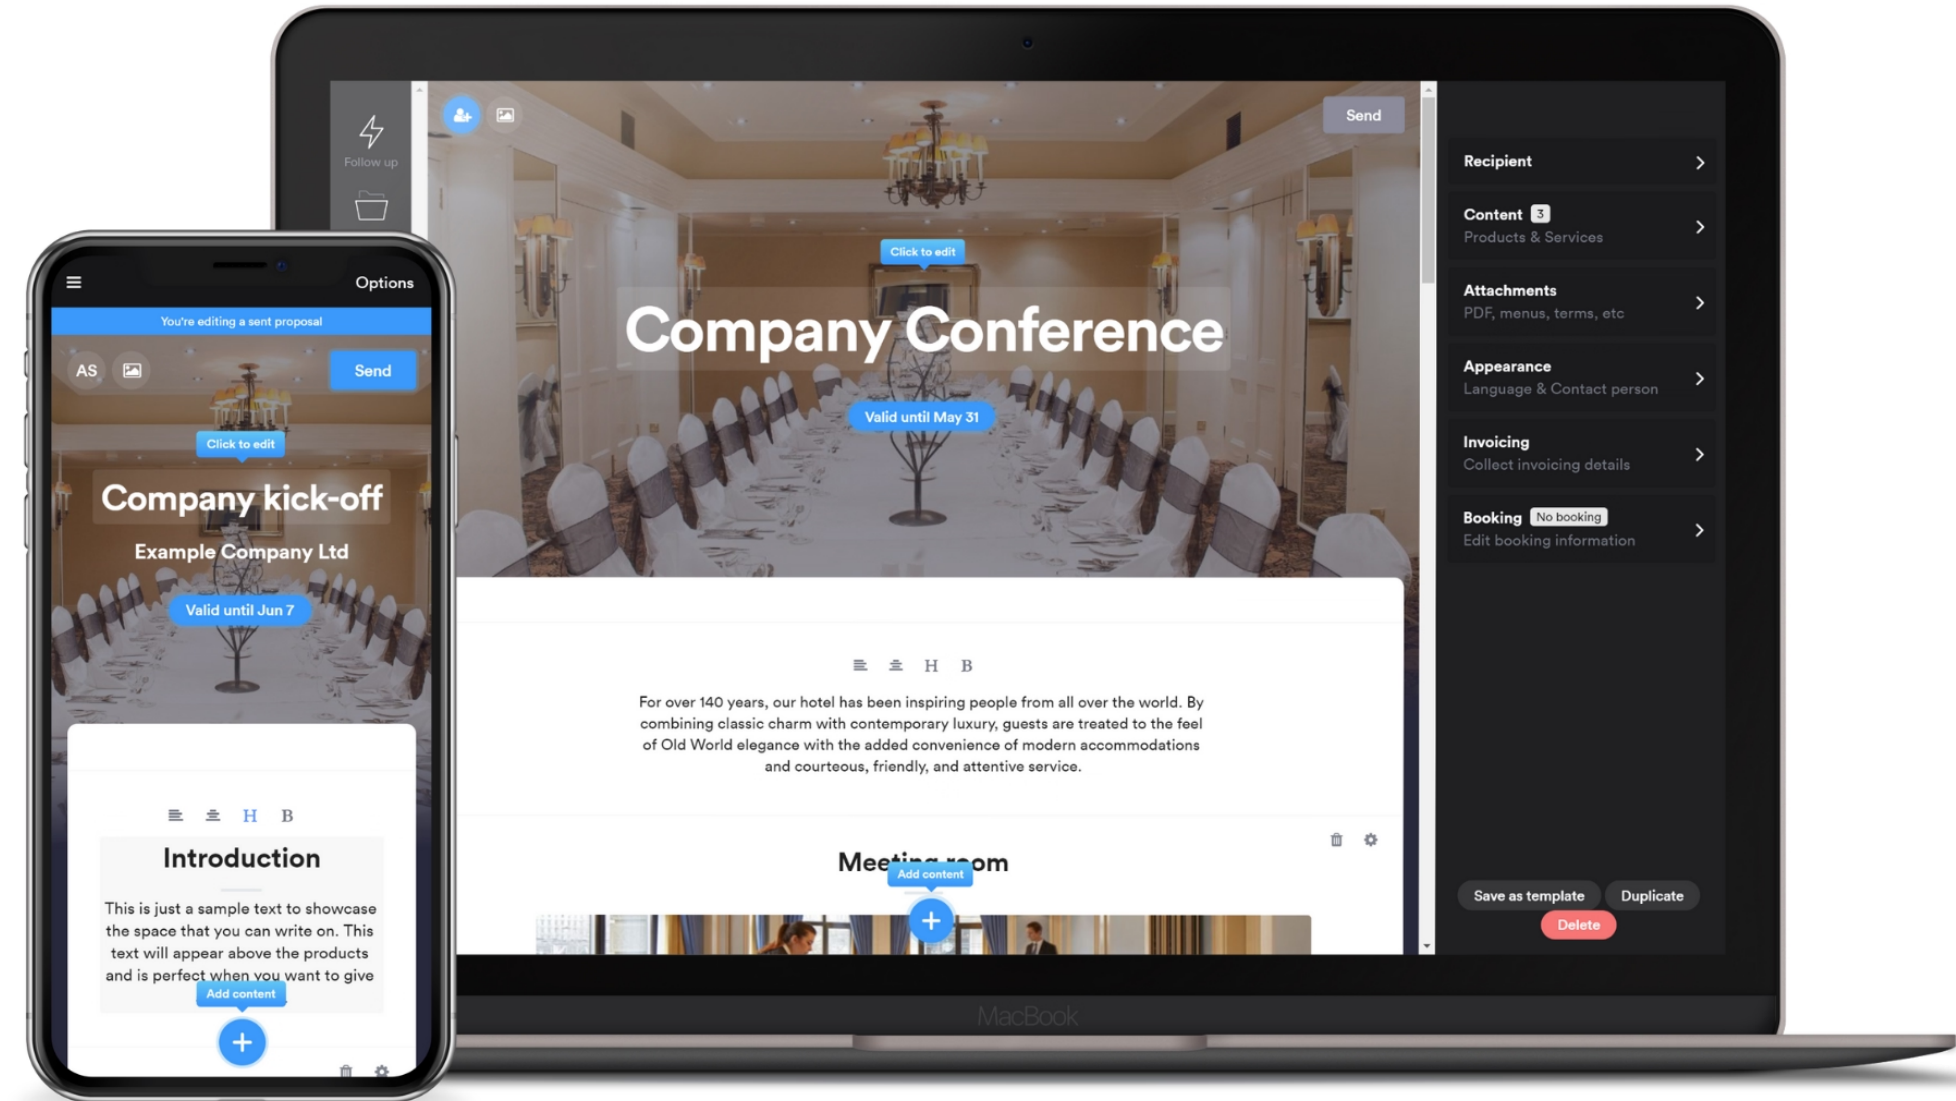 Follow up
Send
Click to edit
Company Conference
Valid until May 31
H B
For over 140 years, our hotel has been inspiring people from all over the world. By
combining classic charm with contemporary luxury, guests are treated to the feel
of Old World elegance with the added convenience of modern accommodations
and courteous, friendly, and attentive service.
Meeting room
Add content
Recipient
Content 3
Products & Services
Attachments
PDF, menus, terms, etc
Appearance
Language & Contact person
Invoicing
Collect invoicing details
Booking No booking
Edit booking information
Save as template Duplicate
Delete
MacBook
Options
You're editing a sent proposal
AS Send
Click to edit
Company kick-off
Example Company Ltd
Valid until Jun 7
H B
Introduction
This is just a sample text to showcase
the space that you can write on. This
text will appear above the products
and is perfect when you want to give
Add content